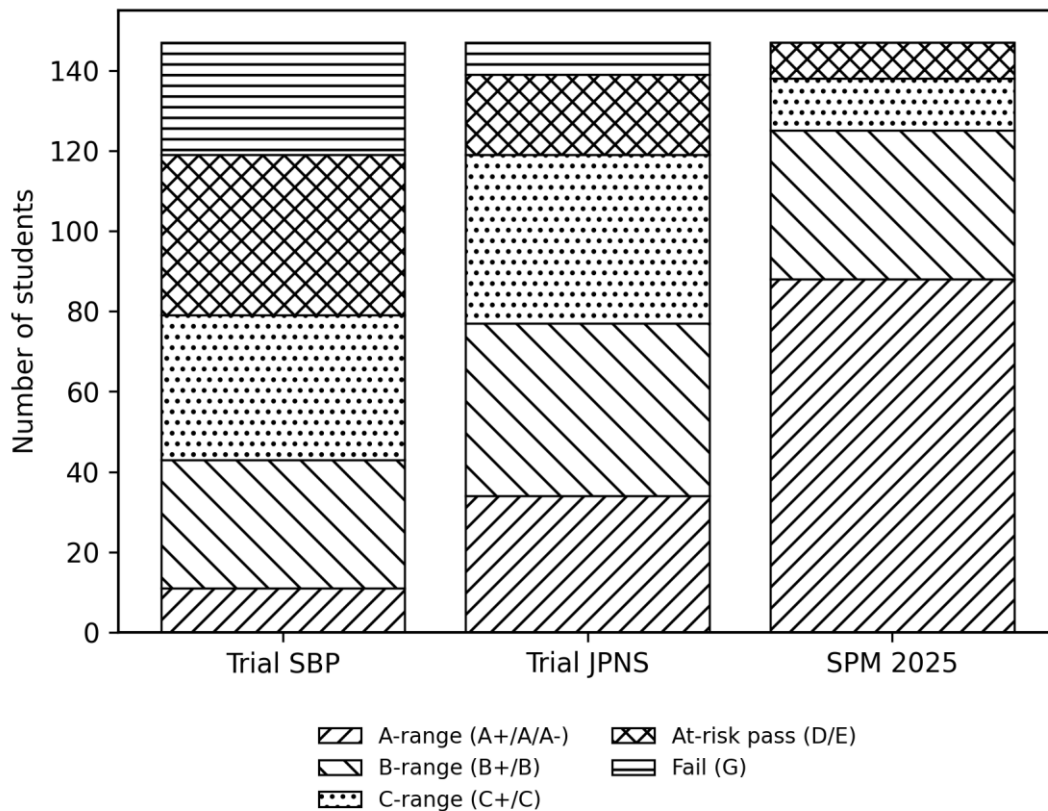 140
120
100
80
60
40
20
0
Number of students
Trial SBP
Trial JPNS
SPM 2025
A-range (A+/A/A-)
B-range (B+/B)
C-range (C+/C)
At-risk pass (D/E)
Fail (G)